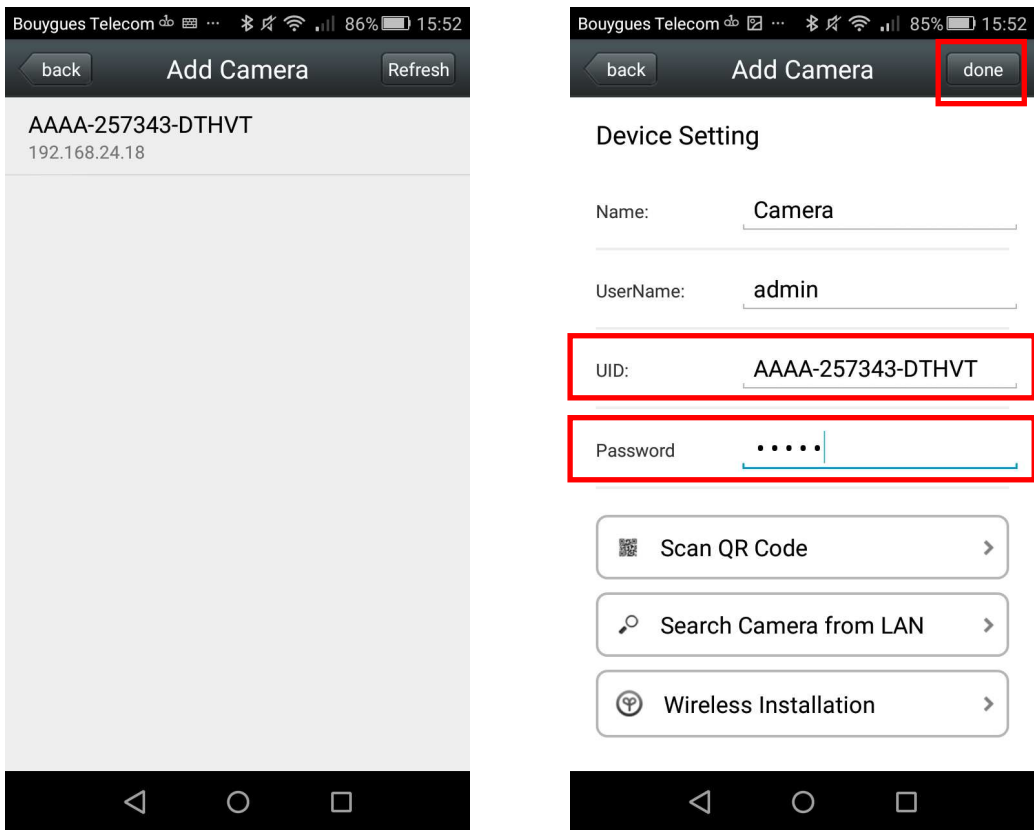 Bouygues Telecom 86% 15:52
back Add Camera Refresh
AAAA-257343-DTHVT
192.168.24.18
Bouygues Telecom 85% 15:52
back Add Camera done
Device Setting
Name: Camera
UserName: admin
UID: AAAA-257343-DTHVT
Password •••••
Scan QR Code
Search Camera from LAN
Wireless Installation